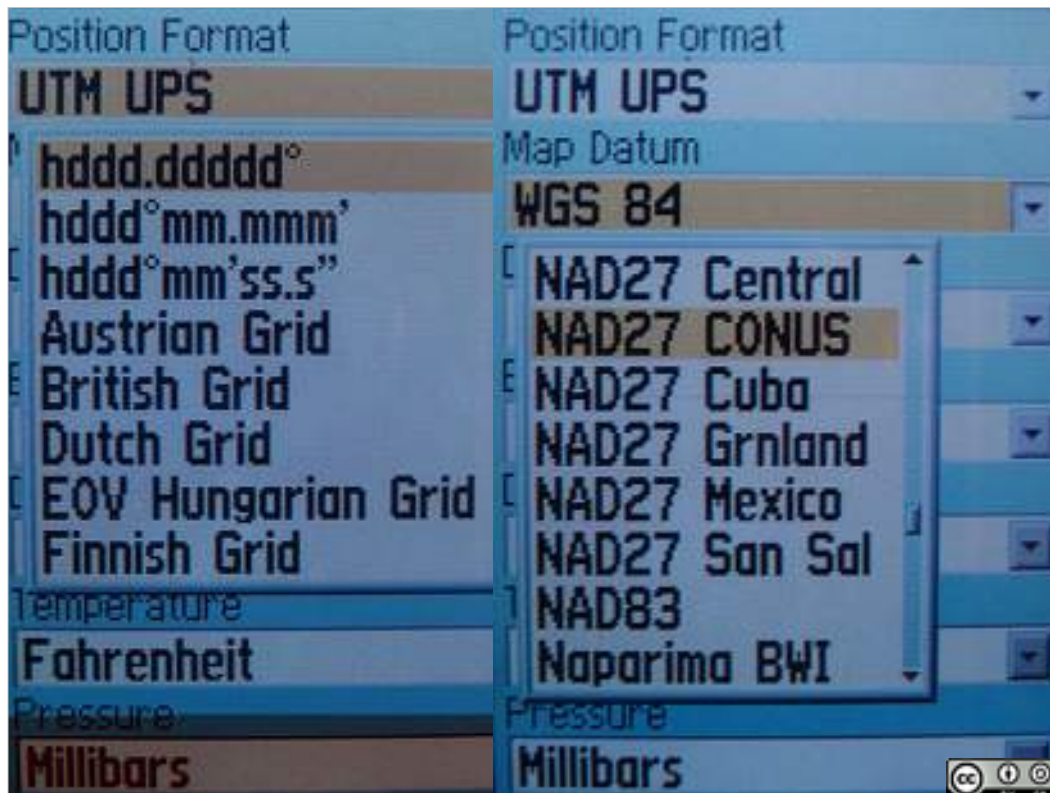 Position Format
UTM UPS
hddd.ddddd°
hddd°mm.mmm'
hddd°mm'ss.s"
Austrian Grid
British Grid
Dutch Grid
EOV Hungarian Grid
Finnish Grid
Temperature
Fahrenheit
Pressure
Millibars
Position Format
UTM UPS
Map Datum
WGS 84
NAD27 Central
NAD27 CONUS
NAD27 Cuba
NAD27 Grnland
NAD27 Mexico
NAD27 San Sal
NAD83
Naparima BWI
Pressure
Millibars
cc